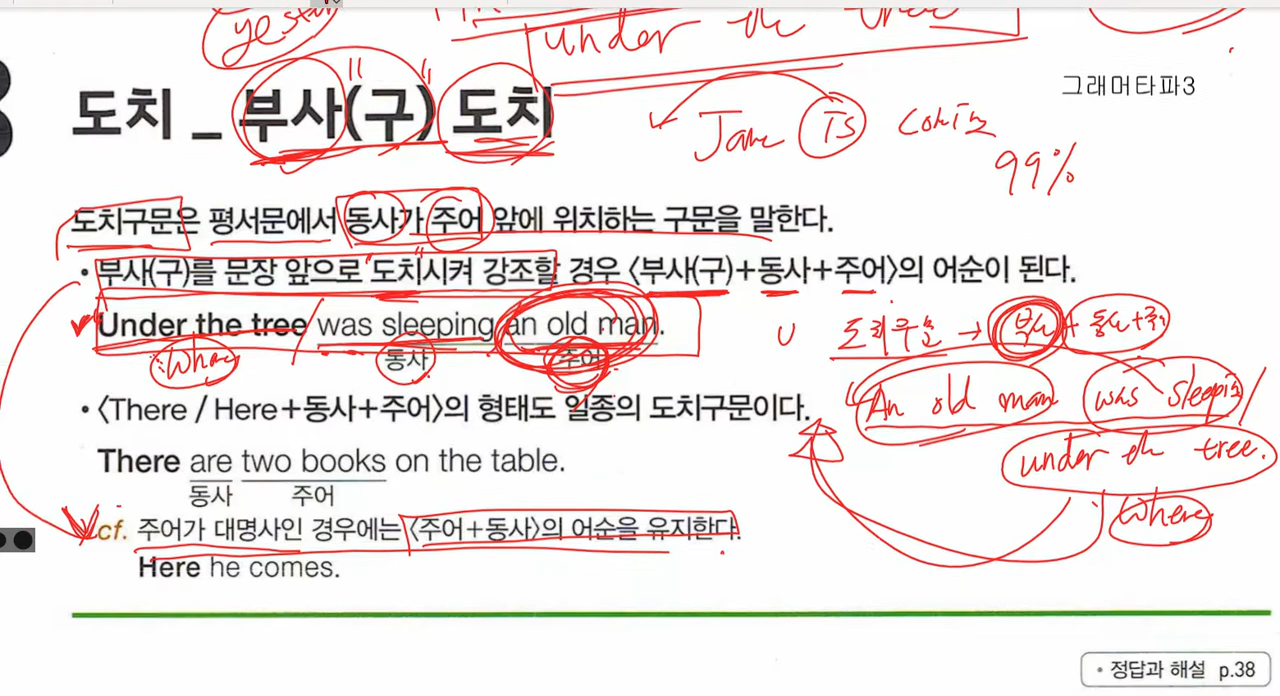 under the tree
그래머타파3
도치 _ 부사(구) 도치
Jane is
99%
도치구문은 평서문에서 동사가 주어 앞에 위치하는 구문을 말한다.
• 부사(구)를 문장 앞으로 도치시켜 강조할 경우 〈부사(구)+동사+주어〉의 어순이 된다.
Under the tree was sleeping an old man.
where 동사 주어
도치구문 → 부사+동사+주어
• 〈There / Here+동사+주어〉의 형태도 일종의 도치구문이다.
An old man was sleeping
under the tree.
where
There are two books on the table.
동사 주어
cf. 주어가 대명사인 경우에는 〈주어+동사〉의 어순을 유지한다.
Here he comes.
• 정답과 해설 p.38